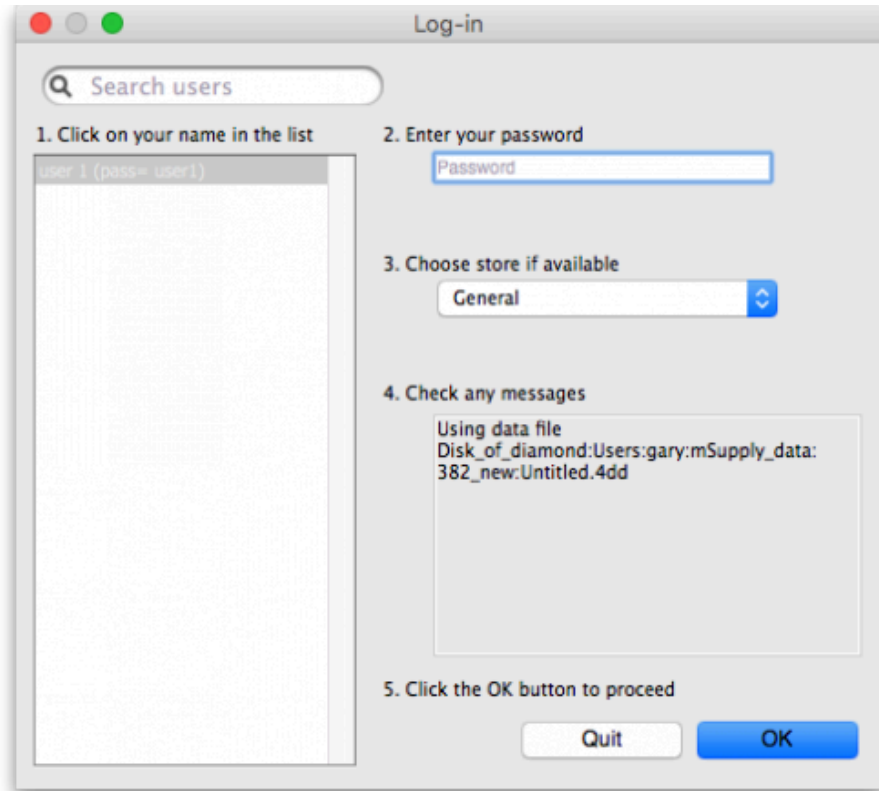 Log-in
Search users
1. Click on your name in the list
user 1 (pass= user1)
2. Enter your password
Password
3. Choose store if available
General
4. Check any messages
Using data file
Disk_of_diamond:Users:gary:mSupply_data:
382_new:Untitled.4dd
5. Click the OK button to proceed
Quit
OK